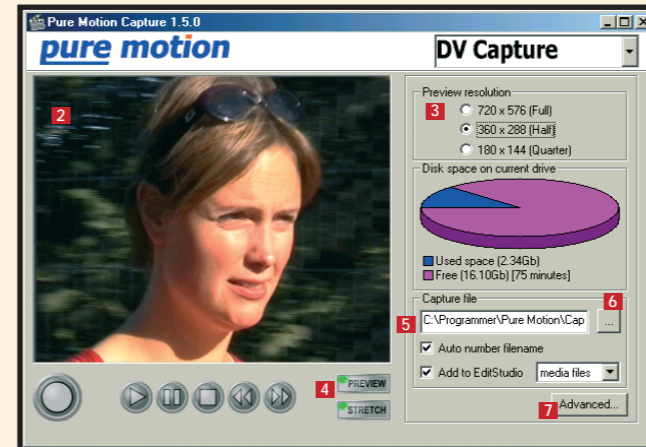 Pure Motion Capture 1.5.0
pure motion
DV Capture
2
Preview resolution
3
720 x 576 (Full)
360 x 288 (Half)
180 x 144 (Quarter)
Disk space on current drive
Used space (2.34Gb)
Free (16.10Gb) [75 minutes]
Capture file
6
5
C:\Programmer\Pure Motion\Cap
...
Auto number filename
Add to EditStudio
media files
4
PREVIEW
STRETCH
7
Advanced...